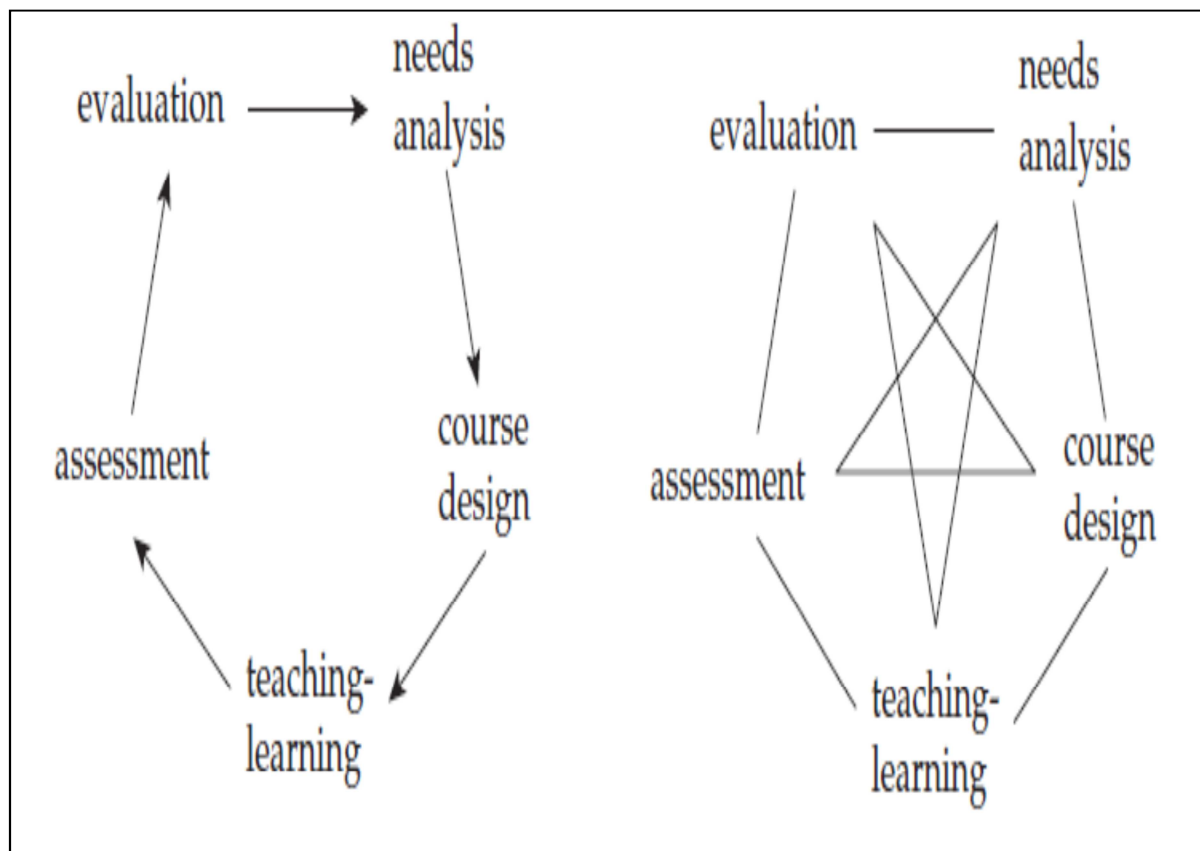 needs
evaluation
analysis
assessment
course
design
teaching-
learning
needs
evaluation
analysis
assessment
course
design
teaching-
learning